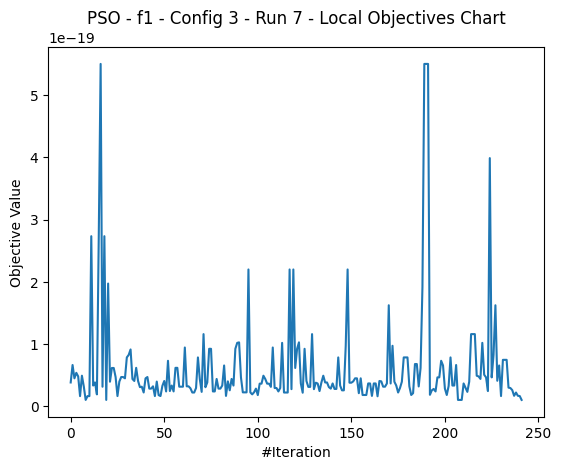 PSO - f1 - Config 3 - Run 7 - Local Objectives Chart
1e−19
5
4
3
2
1
0
Objective Value
0 50 100 150 200 250
#Iteration